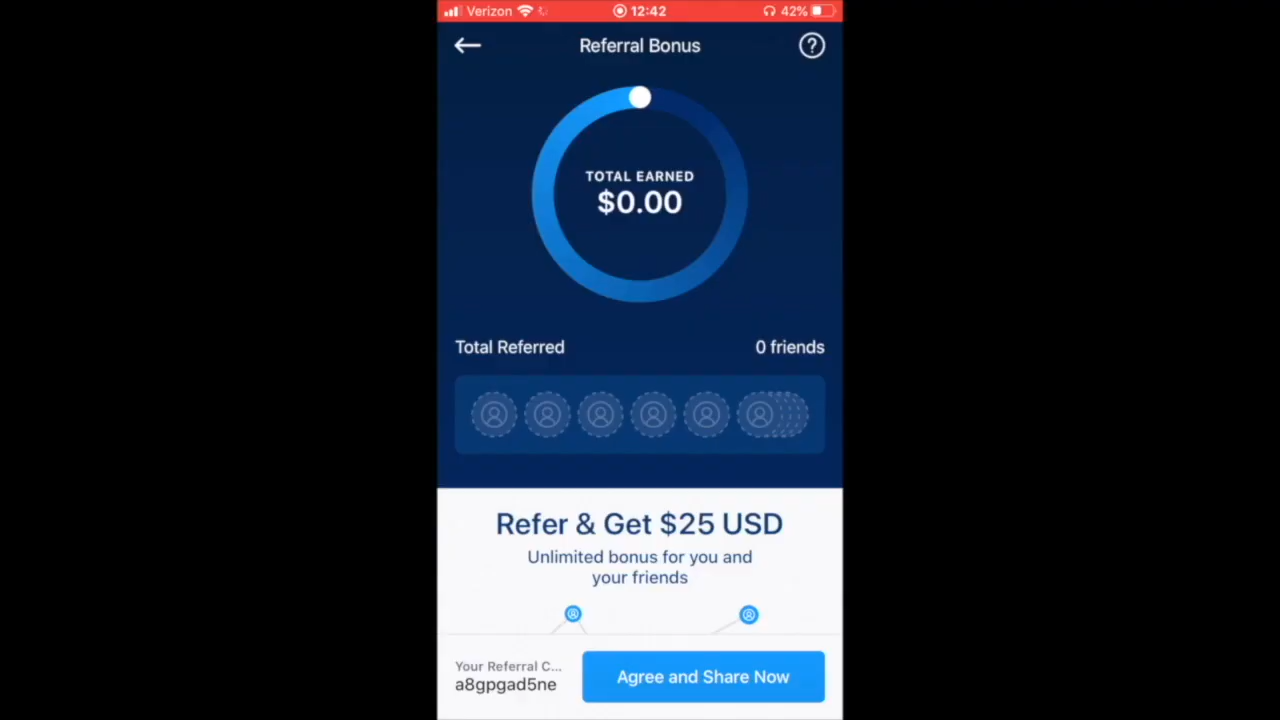 Verizon 12:42 42%
Referral Bonus ?
TOTAL EARNED
$0.00
Total Referred 0 friends
Refer & Get $25 USD
Unlimited bonus for you and
your friends
Your Referral C...
a8gpgad5ne
Agree and Share Now